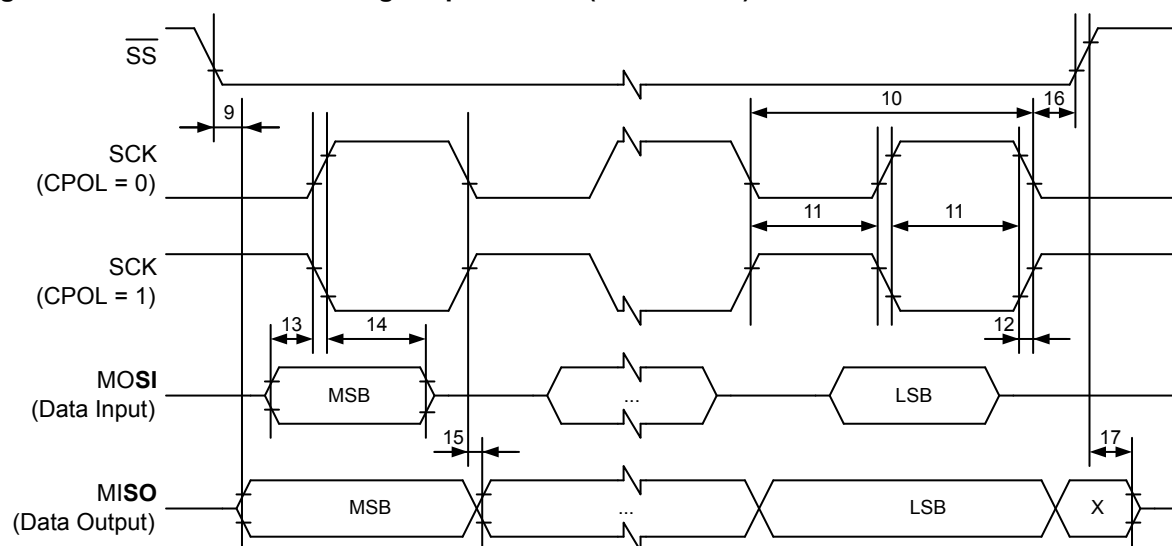 SS
9
10
16
SCK
(CPOL = 0)
11
11
SCK
(CPOL = 1)
13
14
12
MOSI
(Data Input)
MSB
...
LSB
15
17
MISO
(Data Output)
MSB
...
LSB
X